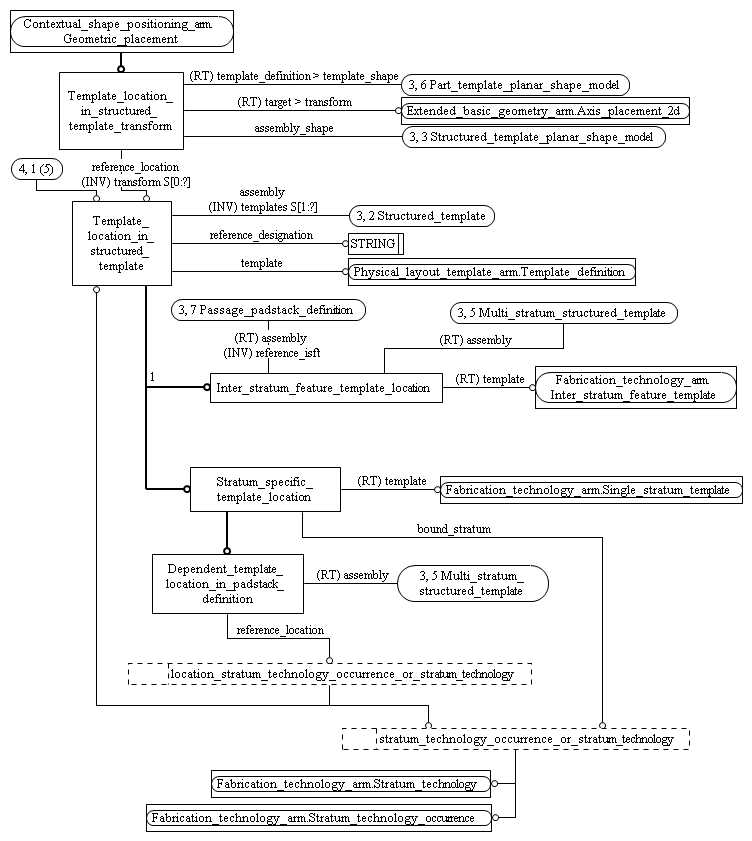 Contextual_shape_positioning_arm.
Geometric_placement
(RT) template_definition > template_shape
3, 6 Part_template_planar_shape_model
Template_location_
in_structured_
template_transform
(RT) target > transform
Extended_basic_geometry_arm.Axis_placement_2d
assembly_shape
3, 3 Structured_template_planar_shape_model
4, 1 (5)
reference_location
(INV) transform S[0:?]
Template_
location_in_
structured_
template
assembly
(INV) templates S[1:?]
3, 2 Structured_template
reference_designation
STRING
template
Physical_layout_template_arm.Template_definition
3, 7 Passage_padstack_definition
3, 5 Multi_stratum_structured_template
(RT) assembly
(INV) reference_isft
(RT) assembly
1
Inter_stratum_feature_template_location
(RT) template
Fabrication_technology_arm.
Inter_stratum_feature_template
Stratum_specific_
template_location
(RT) template
Fabrication_technology_arm.Single_stratum_template
bound_stratum
Dependent_template_
location_in_padstack_
definition
(RT) assembly
3, 5 Multi_stratum_
structured_template
reference_location
location_stratum_technology_occurrence_or_stratum_technology
stratum_technology_occurrence_or_stratum_technology
Fabrication_technology_arm.Stratum_technology
Fabrication_technology_arm.Stratum_technology_occurrence